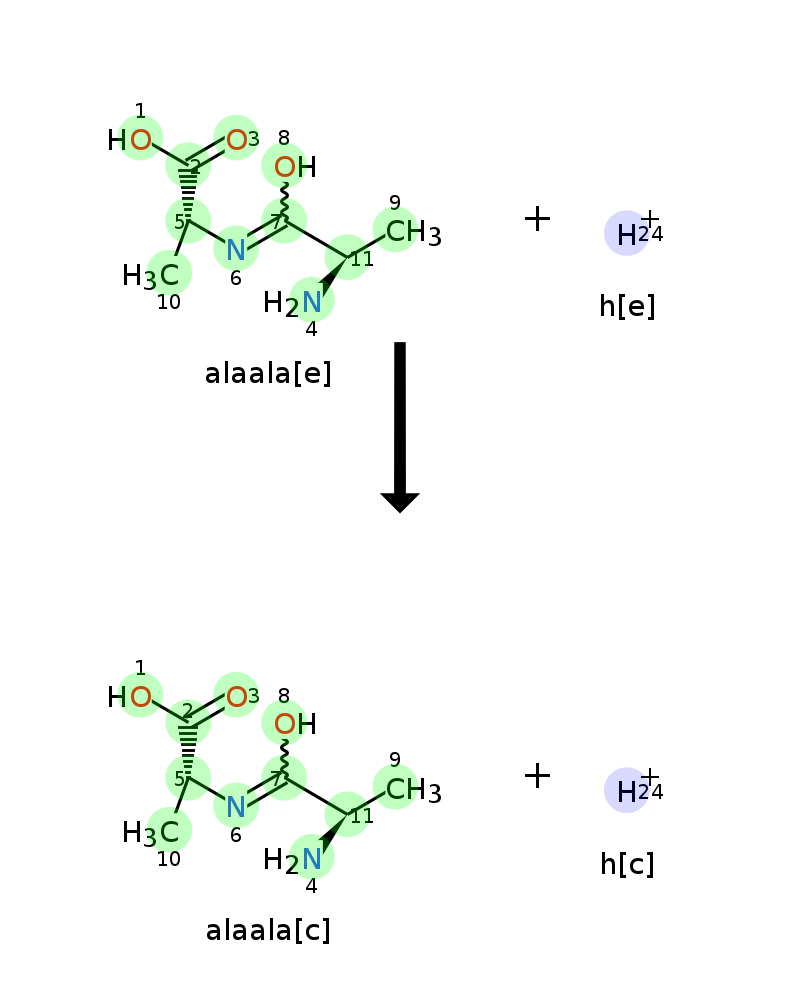 1 8 9
HO 2 O3 OH CH3 + H+ 24
5 N 7 11
H3C 6 H2N h[e]
10 4
alaala[e]
1 8 9
HO 2 O3 OH CH3 + H+ 24
5 N 7 11
H3C 6 H2N h[c]
10 4
alaala[c]